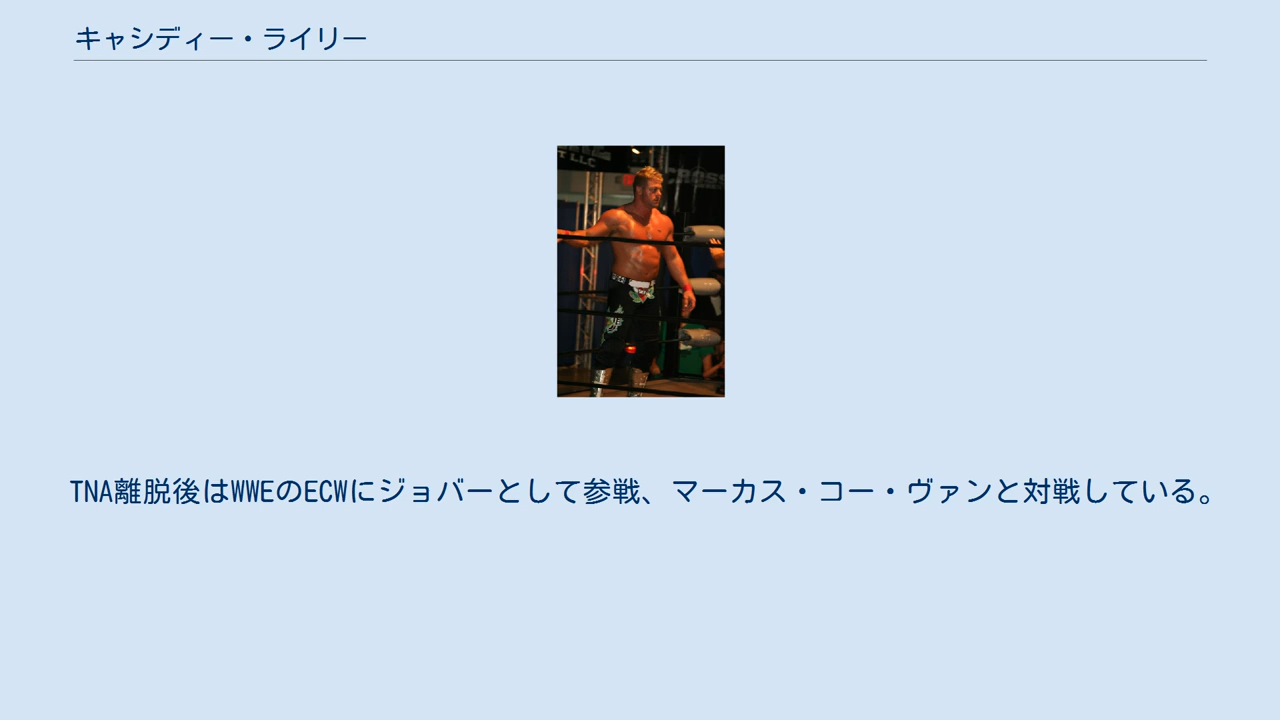 キャシディー・ライリー
T LLC
CROSS
TNA離脱後はWWEのECWにジョバーとして参戦、マーカス・コー・ヴァンと対戦している。